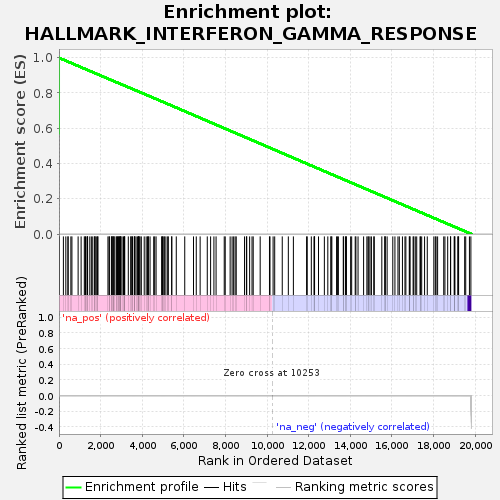 Enrichment plot:
HALLMARK_INTERFERON_GAMMA_RESPONSE
Enrichment score (ES)
1.0
0.8
0.6
0.4
0.2
0.0
'na_pos' (positively correlated)
Ranked list metric (PreRanked)
1.0
0.8
0.6
0.4
0.2
0.0
-0.2
-0.4
Zero cross at 10253
'na_neg' (negatively correlated)
0 2,000 4,000 6,000 8,000 10,000 12,000 14,000 16,000 18,000 20,000
Rank in Ordered Dataset
Enrichment profile Hits Ranking metric scores